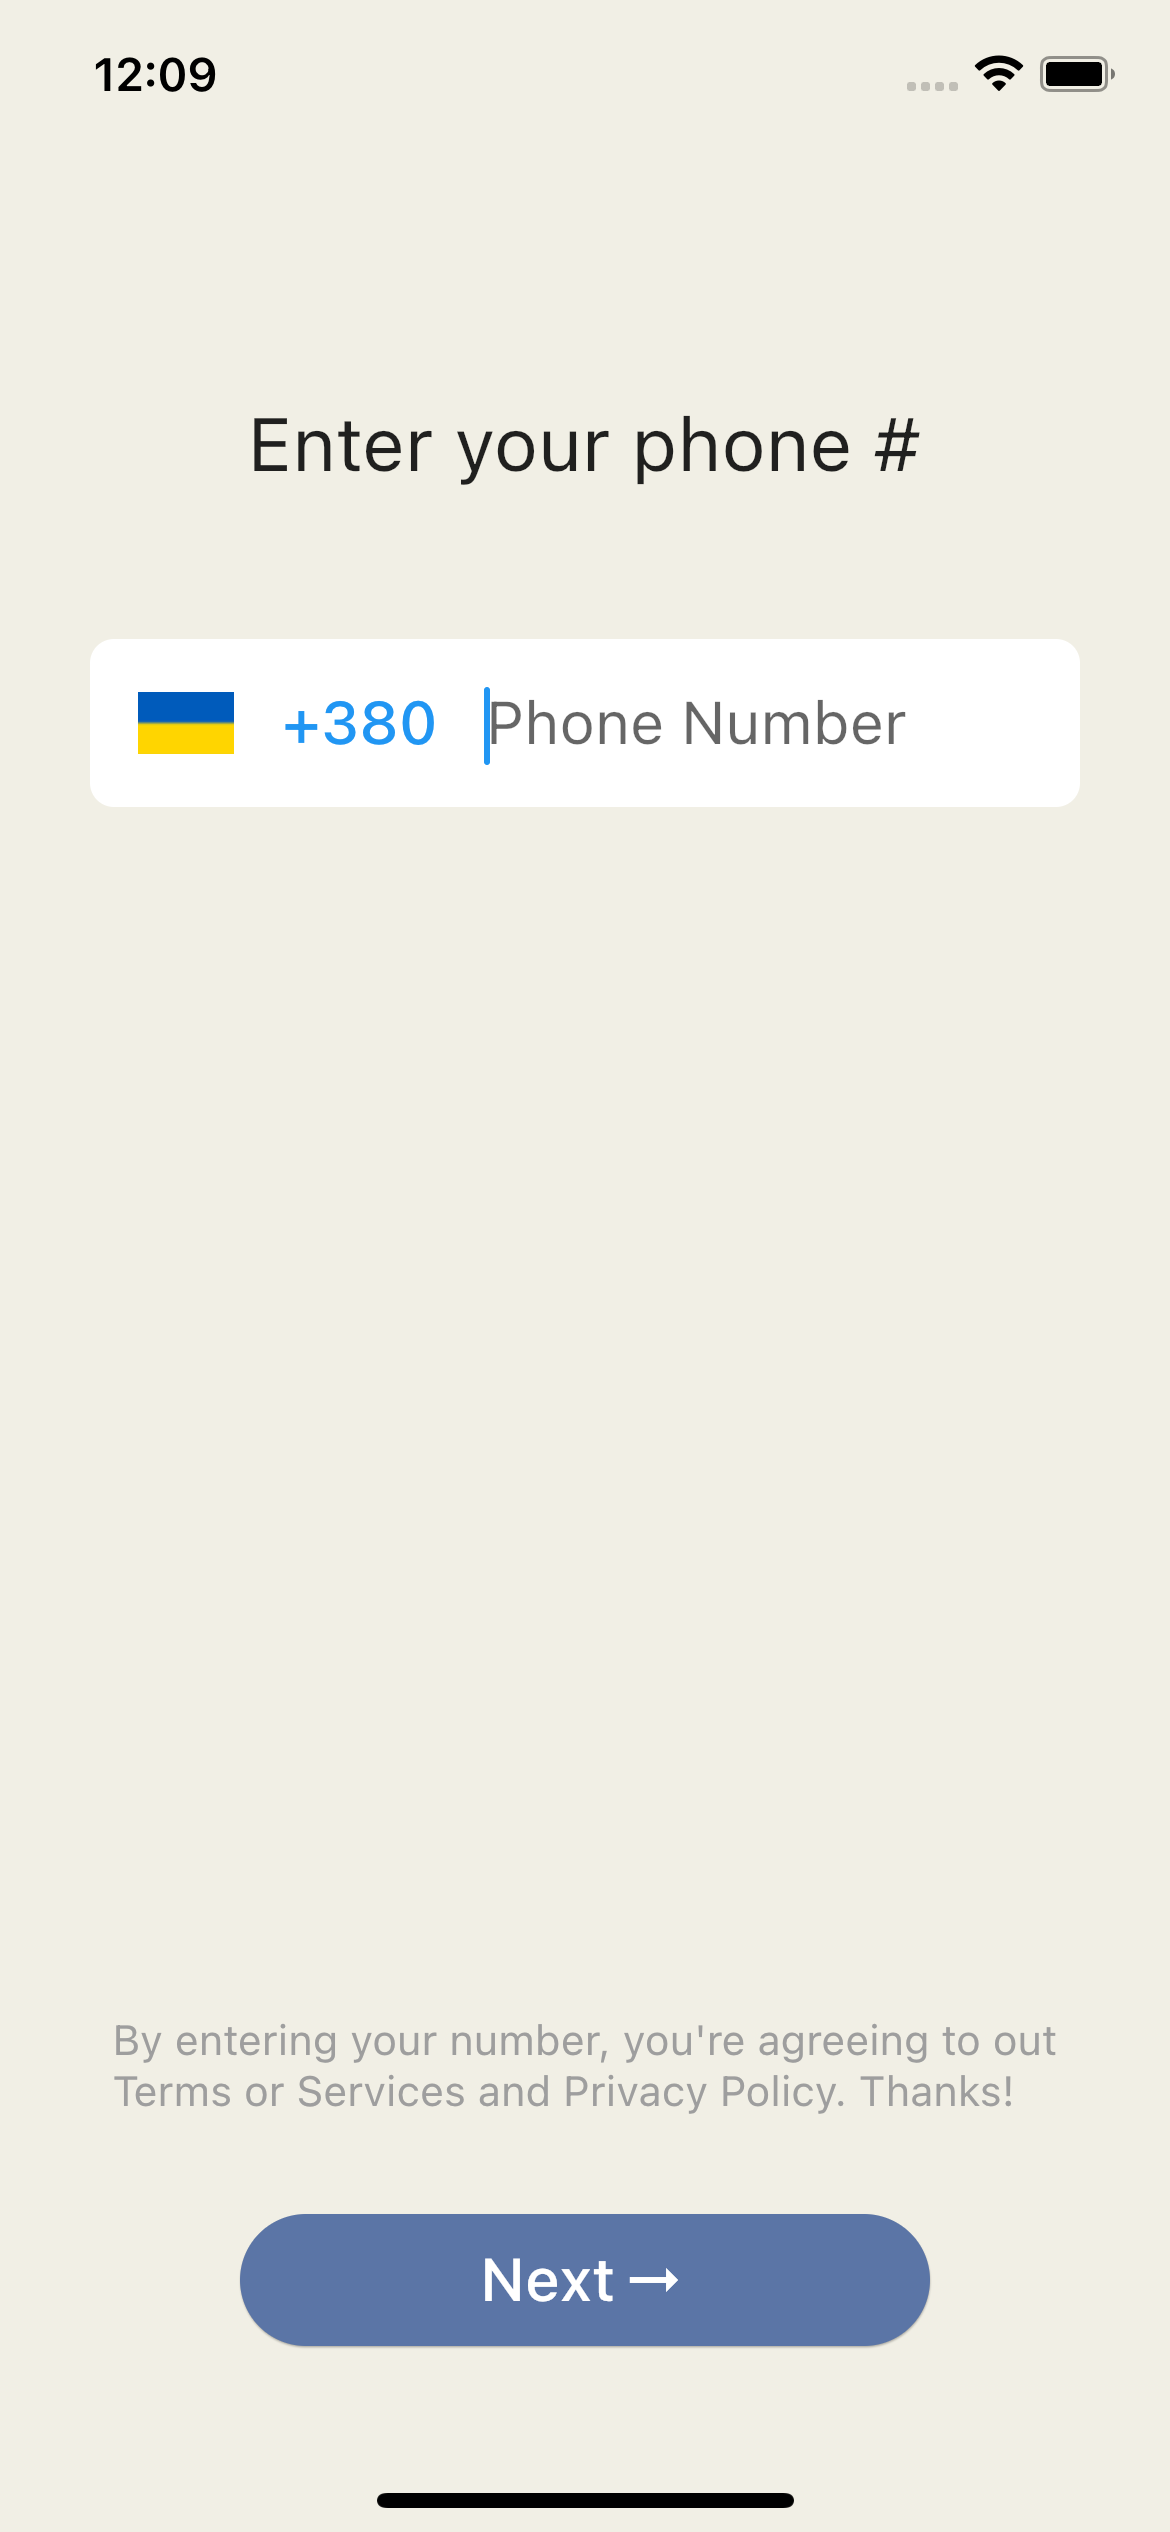 12:09
Enter your phone #
+380 Phone Number
By entering your number, you're agreeing to out
Terms or Services and Privacy Policy. Thanks!
Next →